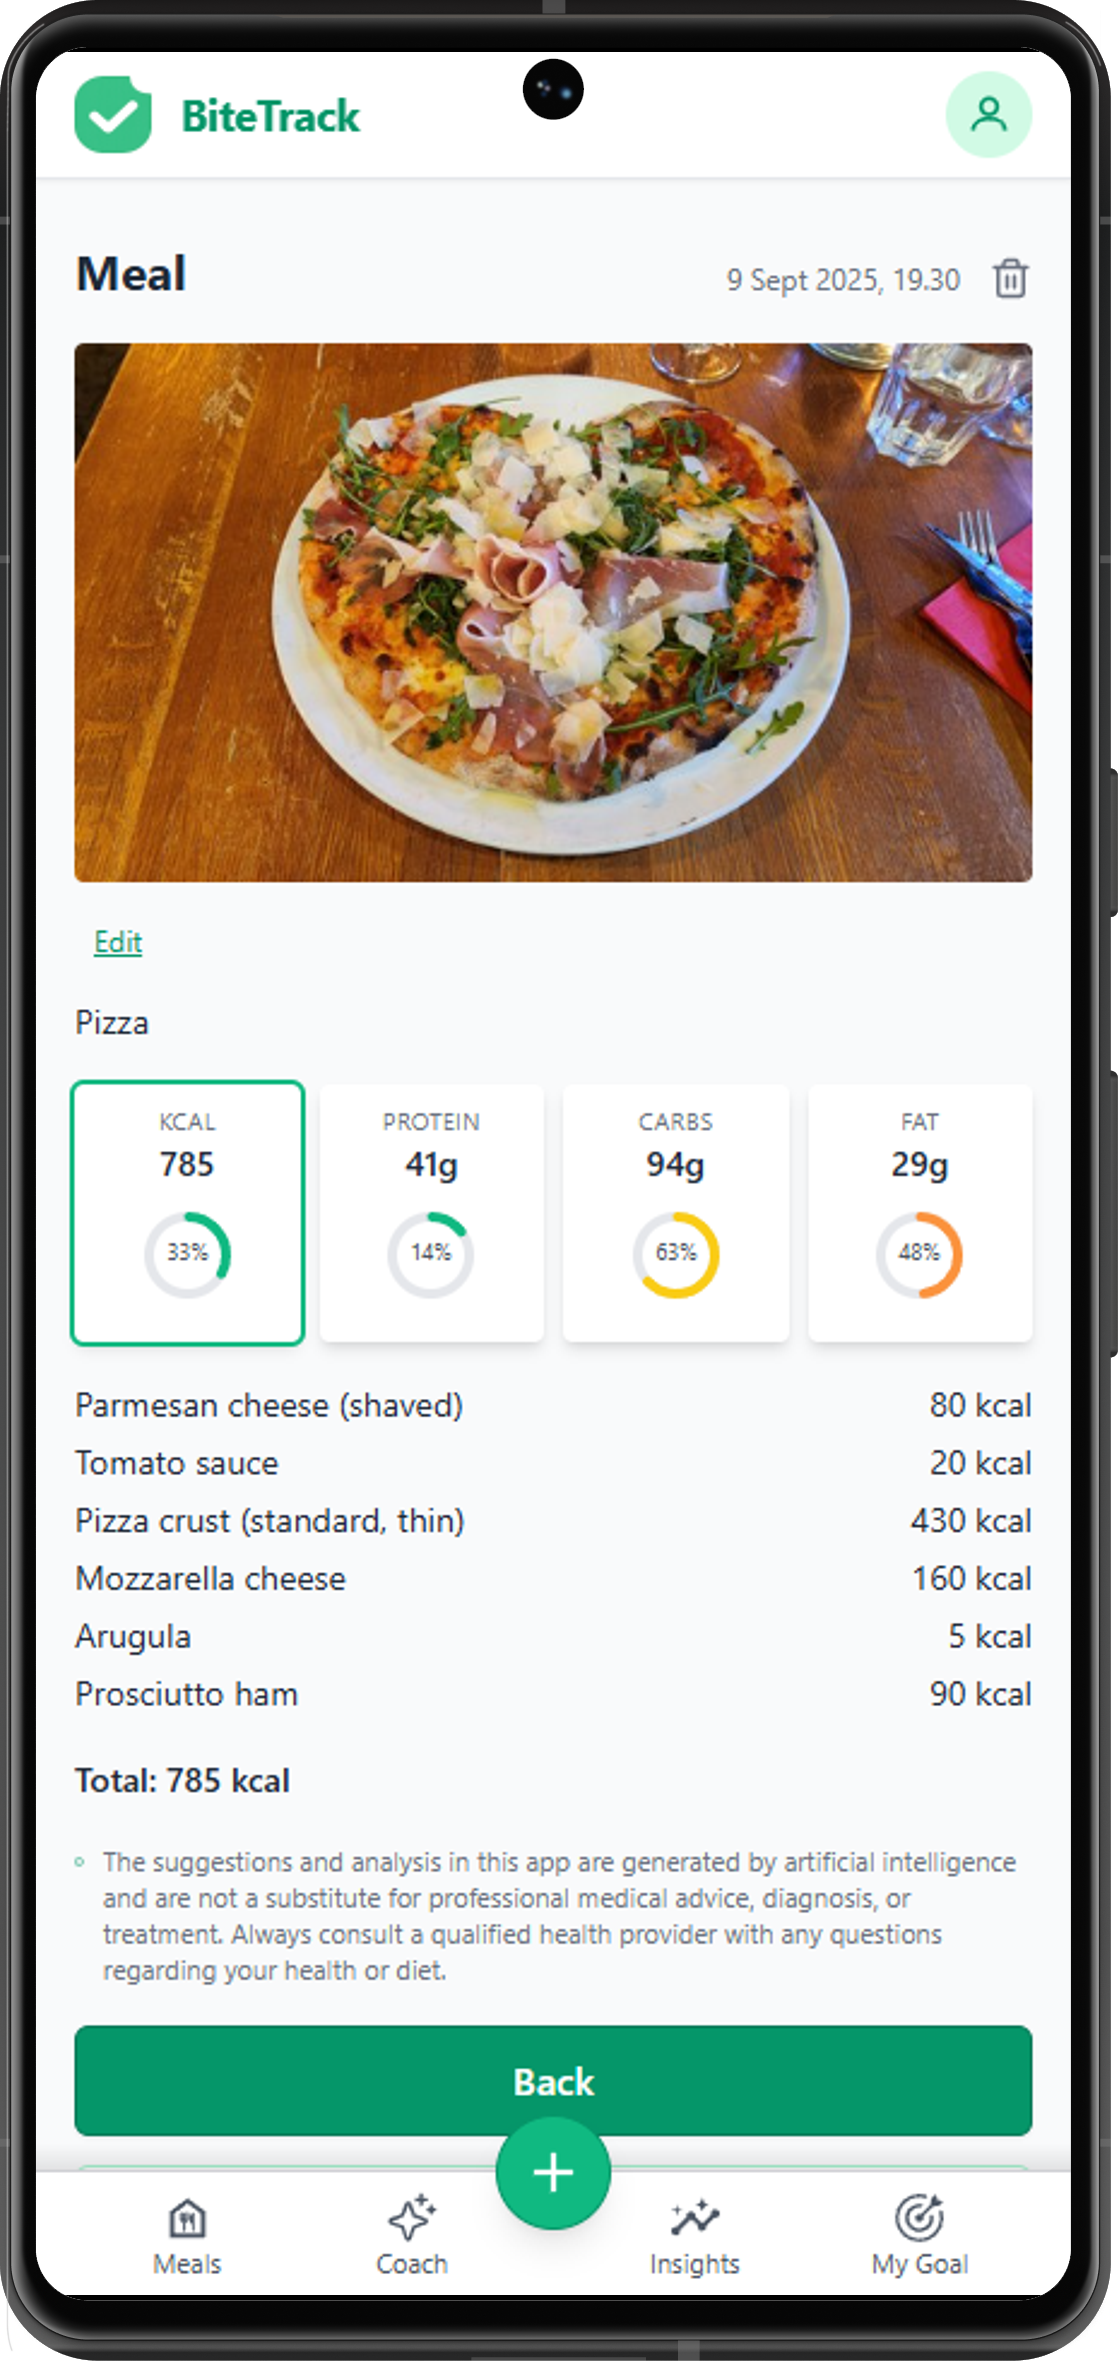 BiteTrack
Meal
9 Sept 2025, 19.30
Edit
Pizza
KCAL
785
33%
PROTEIN
41g
14%
CARBS
94g
63%
FAT
29g
48%
Parmesan cheese (shaved) 80 kcal
Tomato sauce 20 kcal
Pizza crust (standard, thin) 430 kcal
Mozzarella cheese 160 kcal
Arugula 5 kcal
Prosciutto ham 90 kcal
Total: 785 kcal
The suggestions and analysis in this app are generated by artificial intelligence
and are not a substitute for professional medical advice, diagnosis, or
treatment. Always consult a qualified health provider with any questions
regarding your health or diet.
Back
Meals
Coach
Insights
My Goal